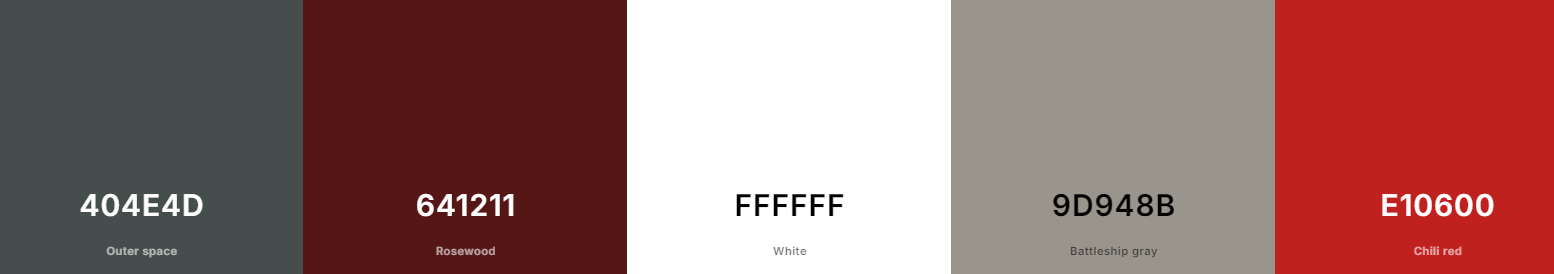 404E4D
641211
FFFFFF
9D948B
E10600
Outer space
Rosewood
White
Battleship gray
Chili red